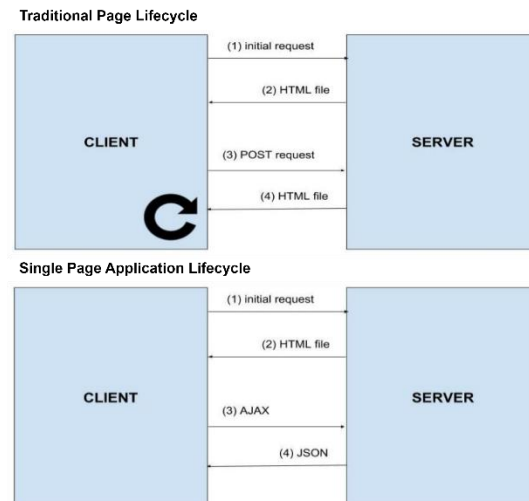 Traditional Page Lifecycle
(1) initial request
(2) HTML file
CLIENT
SERVER
(3) POST request
(4) HTML file
Single Page Application Lifecycle
(1) initial request
(2) HTML file
CLIENT
SERVER
(3) AJAX
(4) JSON